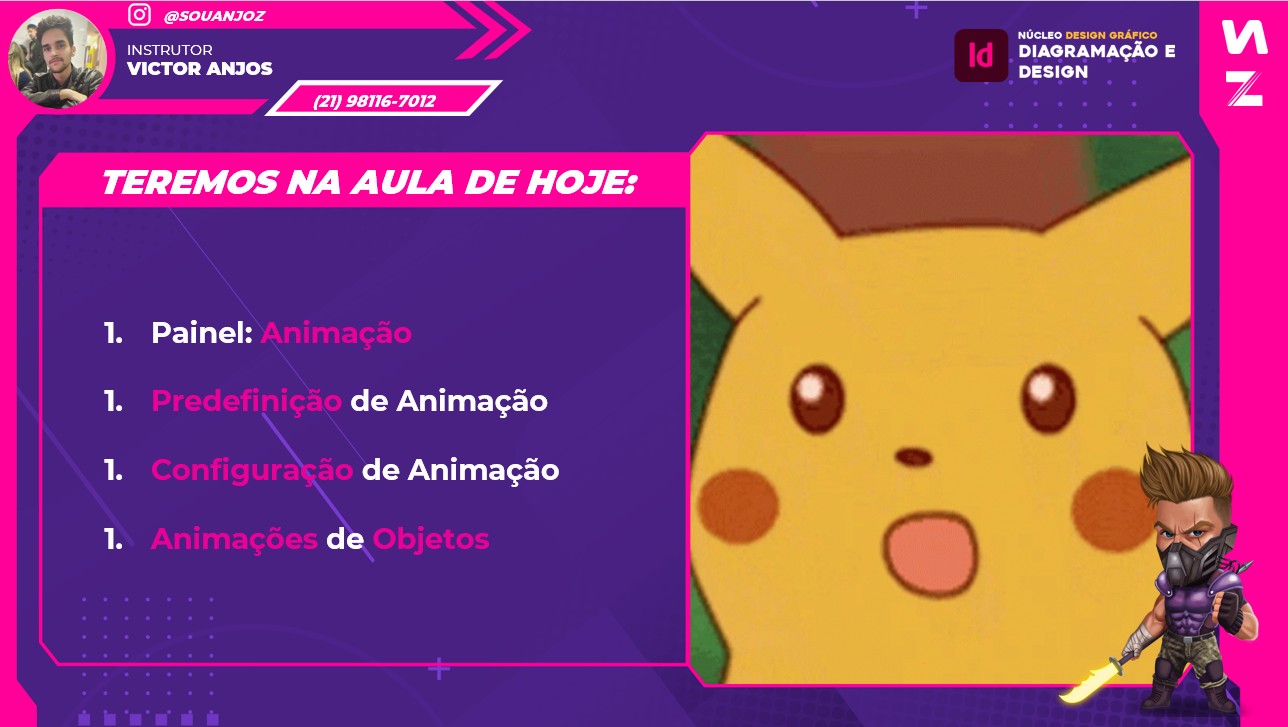 @SOUANJOZ
INSTRUTOR
VICTOR ANJOS
(21) 98116-7012
Id
NÚCLEO DESIGN GRÁFICO
DIAGRAMAÇÃO E
DESIGN
TEREMOS NA AULA DE HOJE:
1. Painel: Animação
1. Predefinição de Animação
1. Configuração de Animação
1. Animações de Objetos